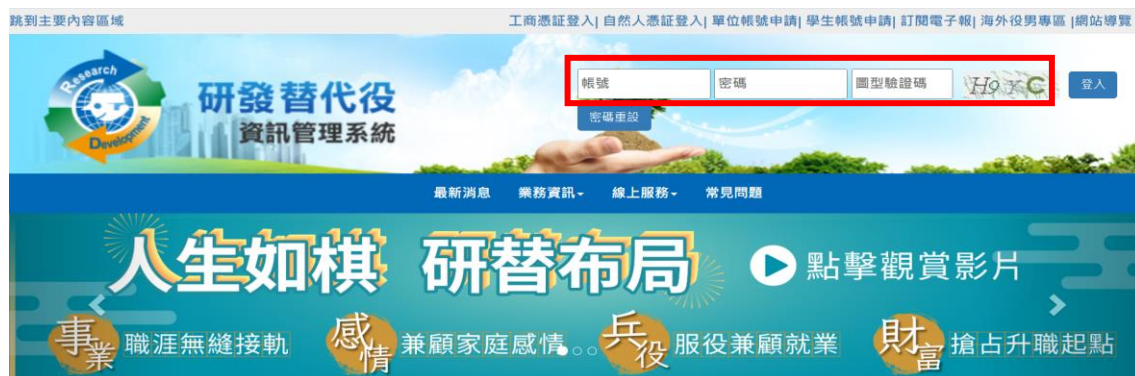 跳到主要內容區域
工商憑証登入| 自然人憑証登入| 單位帳號申請| 學生帳號申請| 訂閱電子報| 海外役男專區 |網站導覽
Research
Development
研發替代役
資訊管理系統
帳號 密碼 圖型驗證碼 登入
密碼重設
最新消息 業務資訊 線上服務 常見問題
人生如棋 研替布局 點擊觀賞影片
事業 職涯無縫接軌 感情 兼顧家庭感情 兵役 服役兼顧就業 財富 搶占升職起點